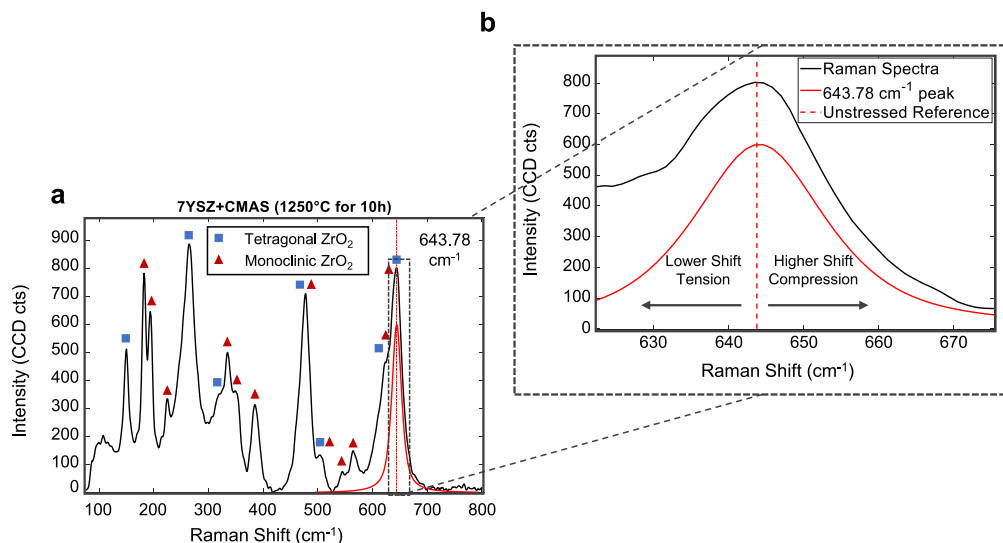 a
7YSZ+CMAS (1250°C for 10h)
Intensity (CCD cts)
900
800
700
600
500
400
300
200
100
0
Tetragonal ZrO₂
Monoclinic ZrO₂
643.78
cm⁻¹
100 200 300 400 500 600 700 800
Raman Shift (cm⁻¹)
b
Intensity (CCD cts)
800
700
600
500
400
300
200
100
0
Raman Spectra
643.78 cm⁻¹ peak
Unstressed Reference
Lower Shift
Tension
Higher Shift
Compression
630 640 650 660 670
Raman Shift (cm⁻¹)